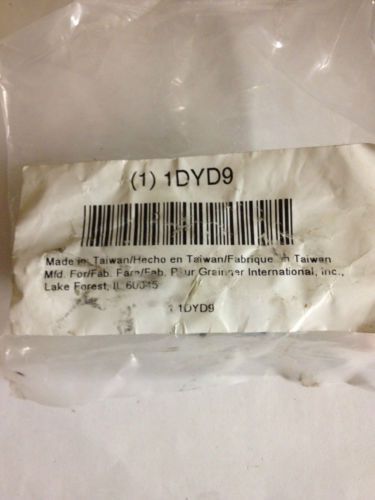 (1) 1DYD9
Made in Taiwan/Hecho en Taiwan/Fabrique in Taiwan
Mfd. For/Fab. Para/Fab. Pour Grainger International, Inc.,
Lake Forest, IL 60045
1DYD9